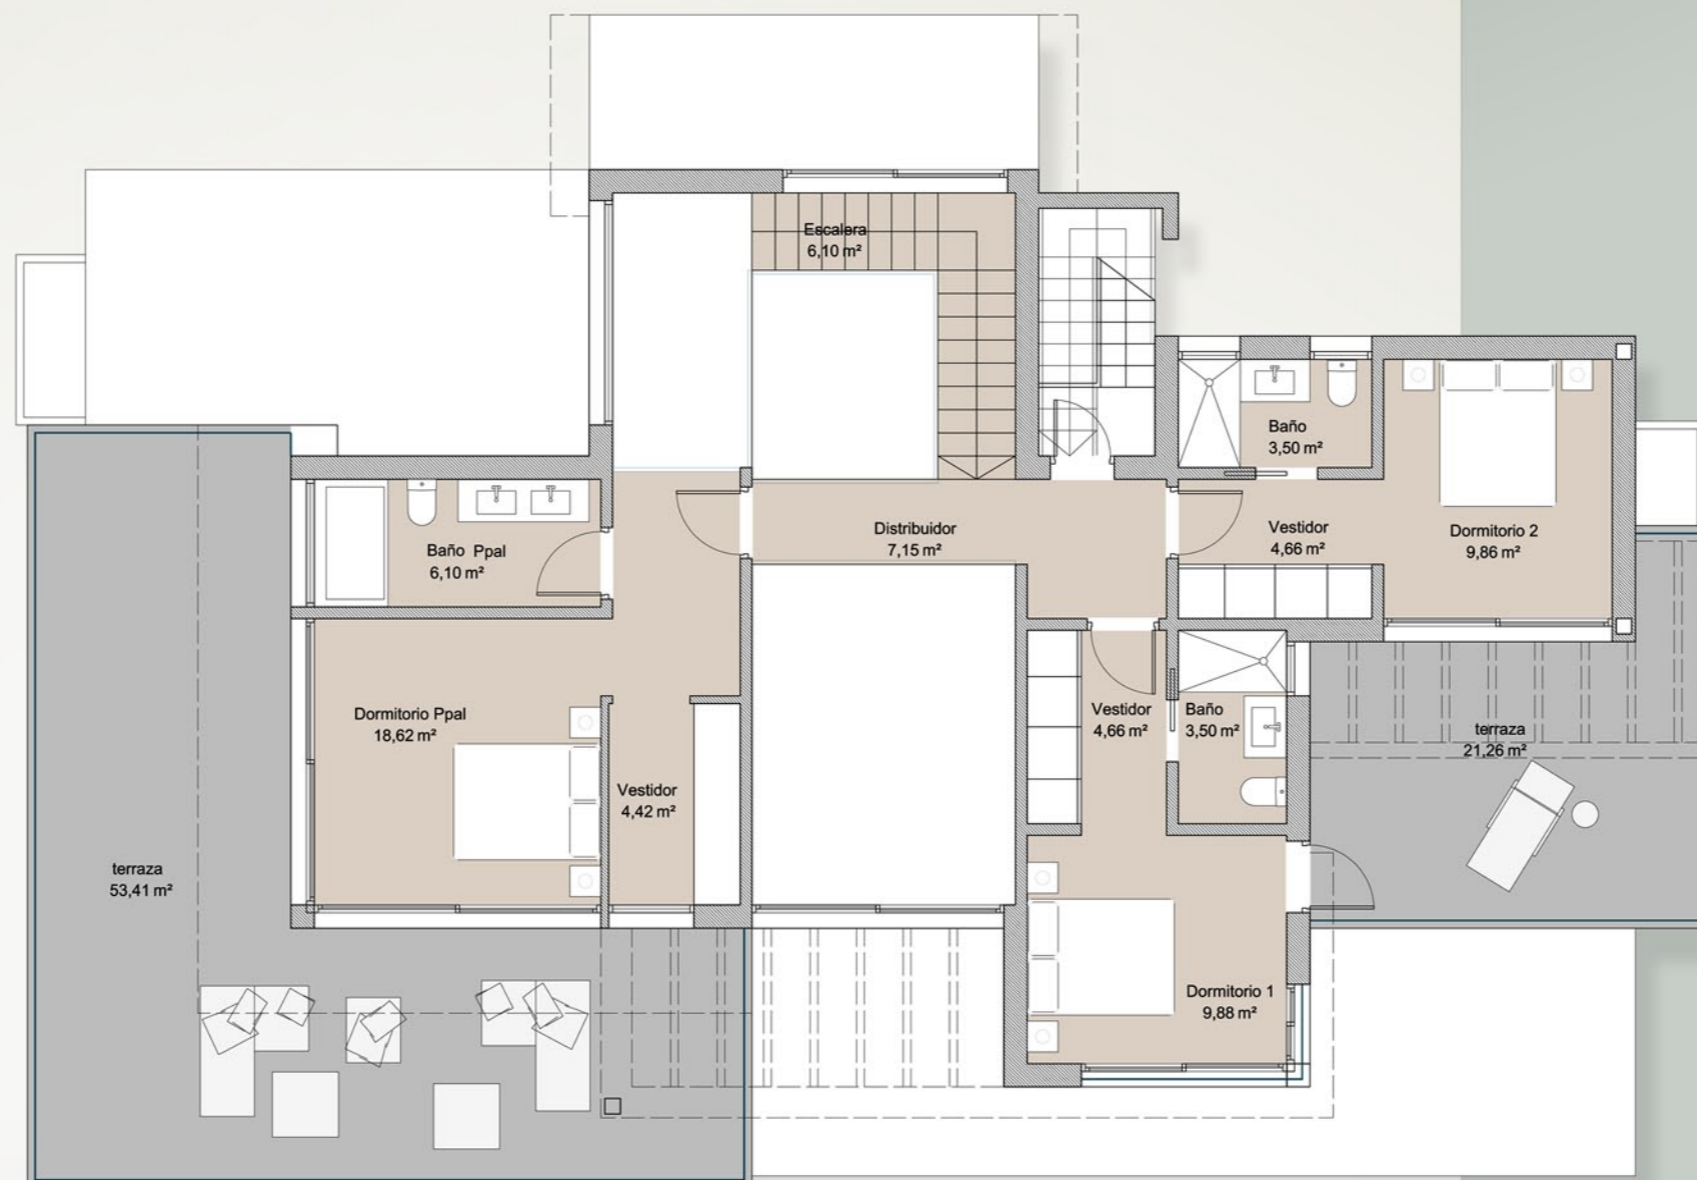 Escalera
6,10 m²
Baño
3,50 m²
Distribuidor
7,15 m²
Vestidor
4,66 m²
Dormitorio 2
9,86 m²
Baño Ppal
6,10 m²
Dormitorio Ppal
18,62 m²
Vestidor
4,66 m²
Baño
3,50 m²
terraza
21,26 m²
Vestidor
4,42 m²
terraza
53,41 m²
Dormitorio 1
9,88 m²